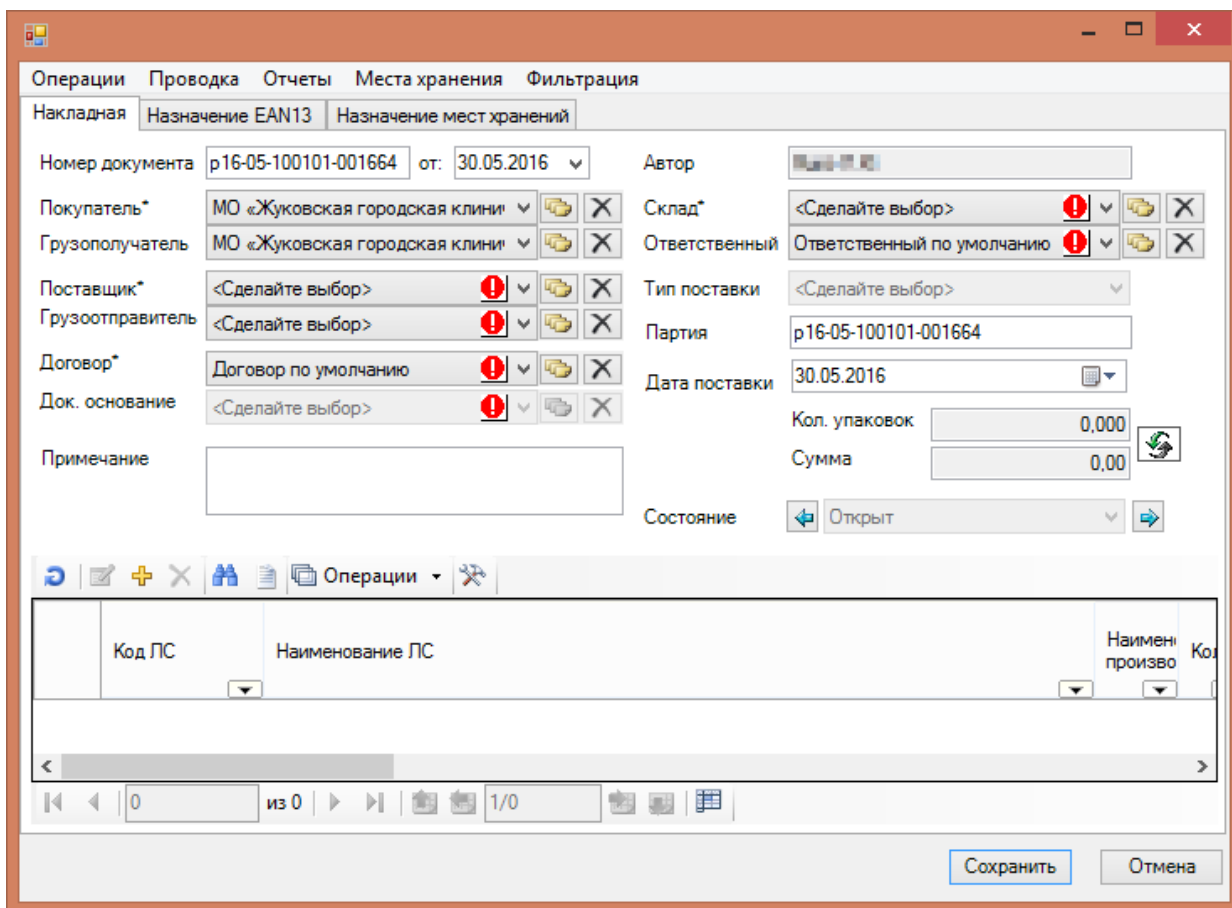 Операции Проводка Отчеты Места хранения Фильтрация
Накладная Назначение EAN13 Назначение мест хранений
Номер документа р16-05-100101-001664 от: 30.05.2016 Автор
Покупатель* МО «Жуковская городская клини Склад* <Сделайте выбор>
Грузополучатель МО «Жуковская городская клини Ответственный Ответственный по умолчанию
Поставщик* <Сделайте выбор> Тип поставки <Сделайте выбор>
Грузоотправитель <Сделайте выбор> Партия р16-05-100101-001664
Договор* Договор по умолчанию Дата поставки 30.05.2016
Док. основание <Сделайте выбор> Кол. упаковок 0,000
Примечание Сумма 0,00
Состояние Открыт
Операции
Код ЛС Наименование ЛС Наимен произво Кол
0 из 0 1/0
Сохранить Отмена